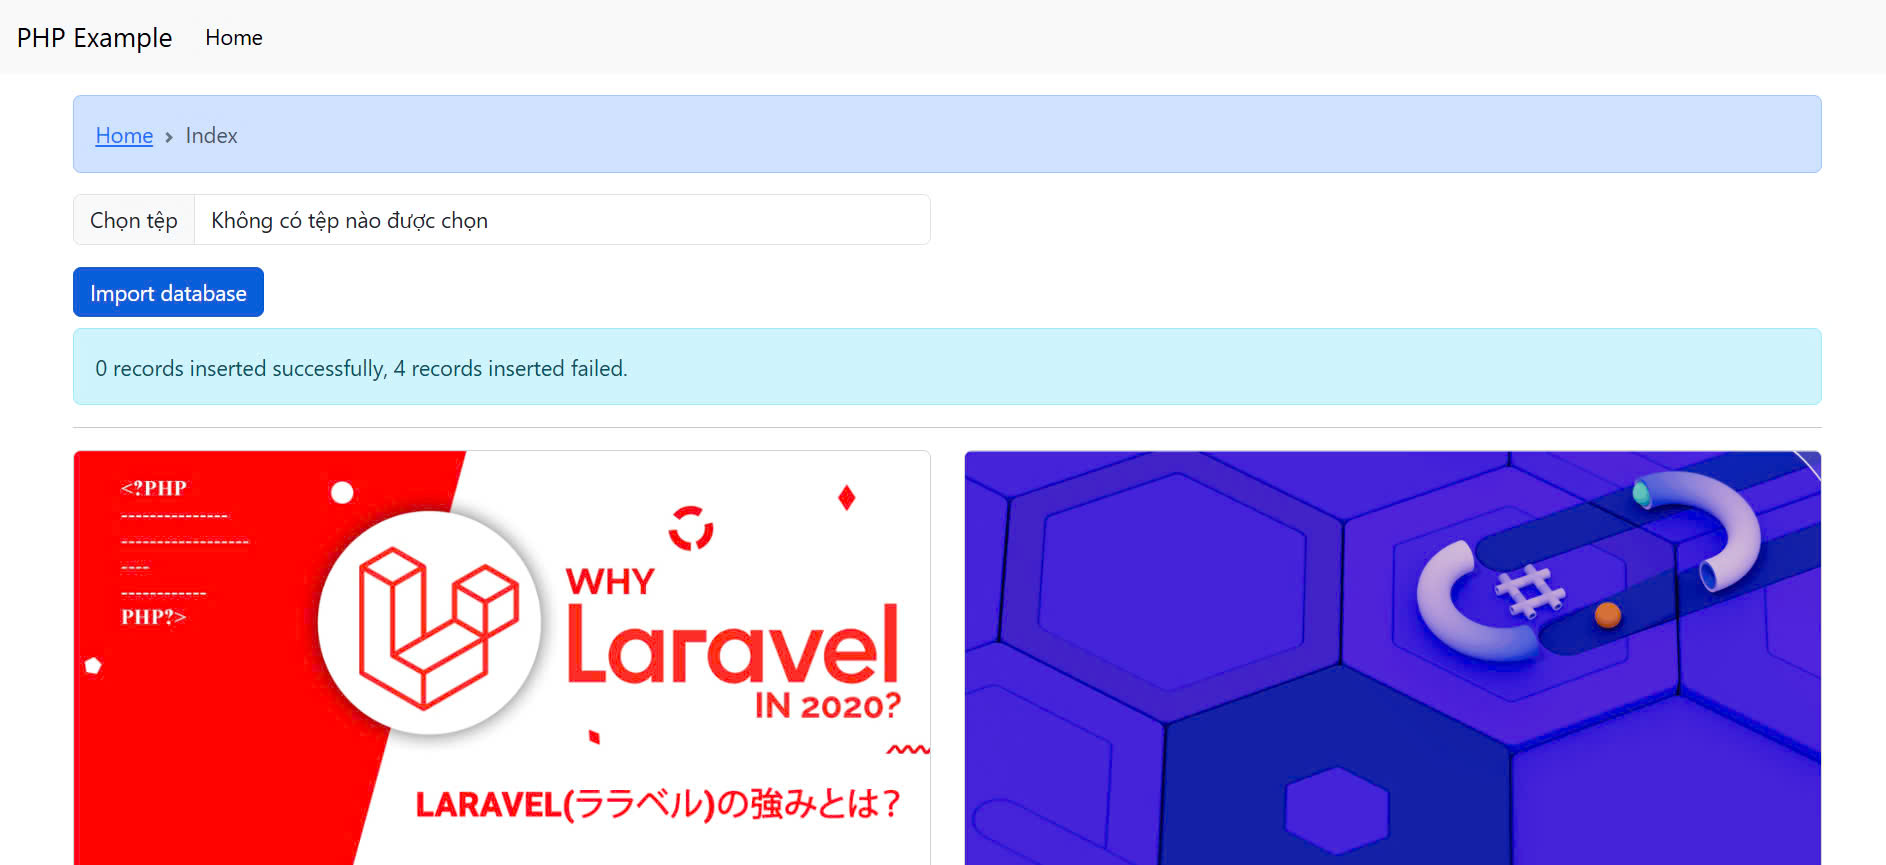 PHP Example Home
Home > Index
Chọn tệp Không có tệp nào được chọn
Import database
0 records inserted successfully, 4 records inserted failed.
<?PHP
---------------
------------------
----
------------
PHP?>
WHY
Laravel
IN 2020?
LARAVEL(ララベル)の強みとは?